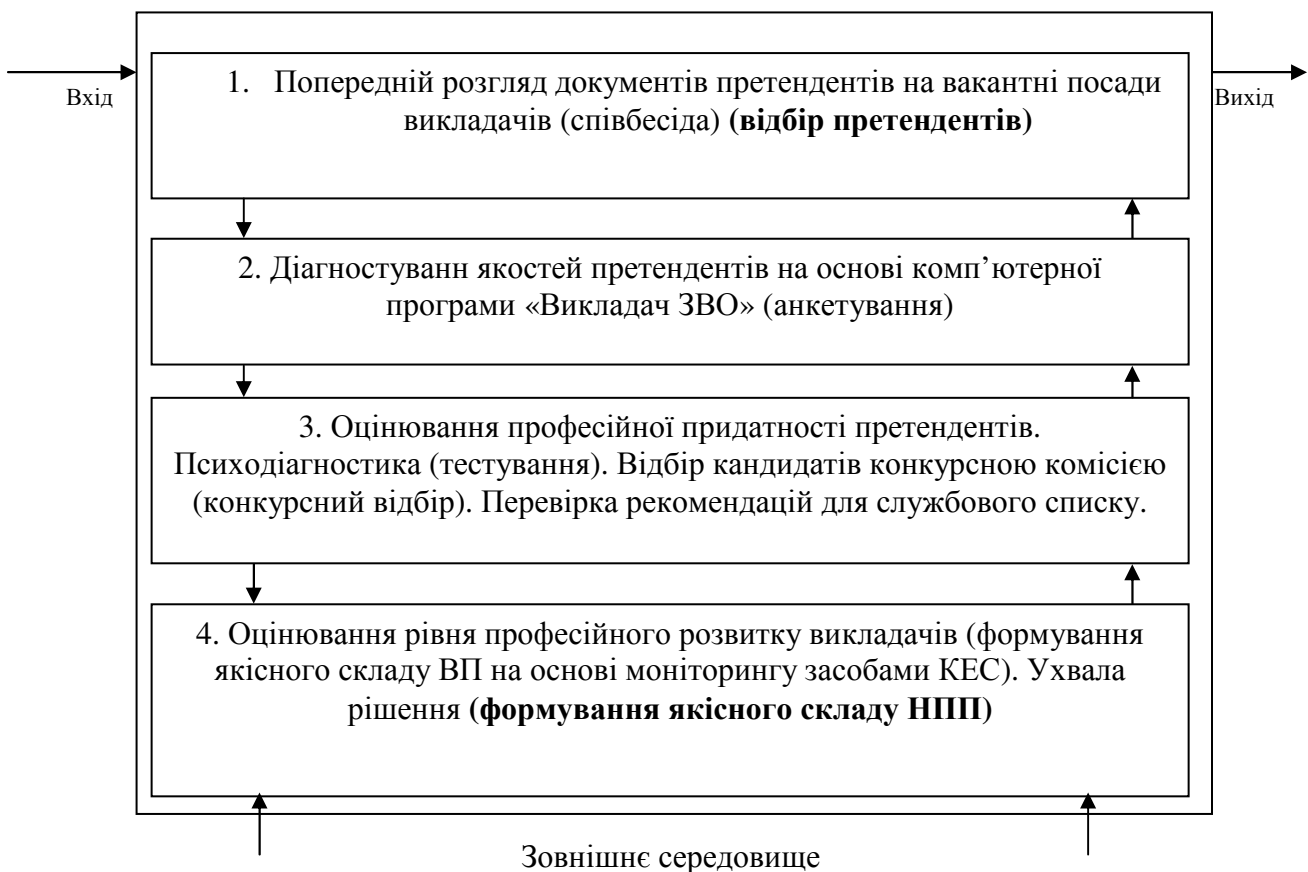 1. Попередній розгляд документів претендентів на вакантні посади
викладачів (співбесіда) (відбір претендентів)
Вхід
Вихід
2. Діагностуванн якостей претендентів на основі комп’ютерної
програми «Викладач ЗВО» (анкетування)
3. Оцінювання професійної придатності претендентів.
Психодіагностика (тестування). Відбір кандидатів конкурсною комісією
(конкурсний відбір). Перевірка рекомендацій для службового списку.
4. Оцінювання рівня професійного розвитку викладачів (формування
якісного складу ВП на основі моніторингу засобами КЕС). Ухвала
рішення (формування якісного складу НПП)
Зовнішнє середовище